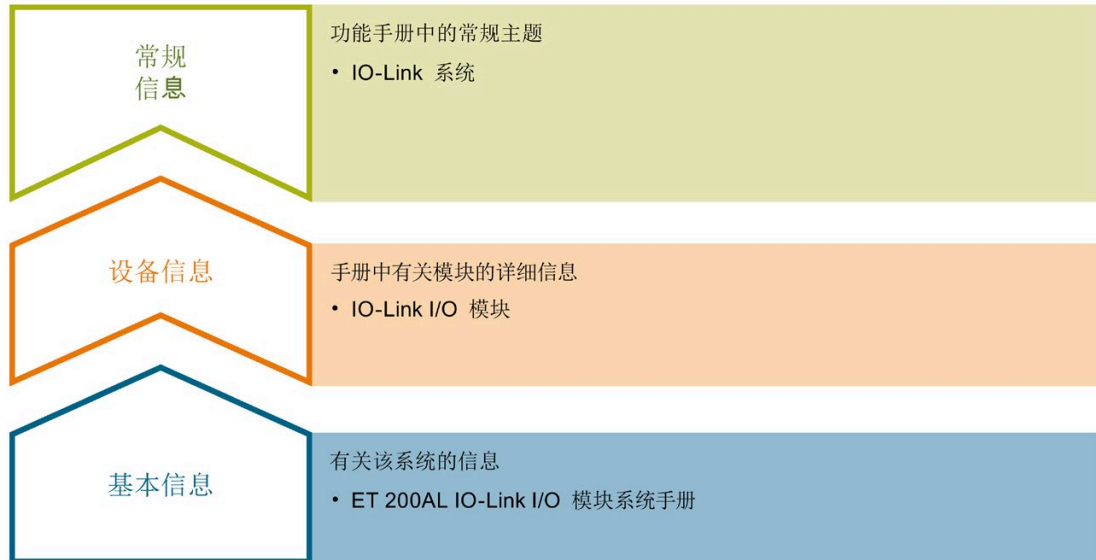 常规
信息
功能手册中的常规主题
• IO-Link 系统
设备信息
手册中有关模块的详细信息
• IO-Link I/O 模块
基本信息
有关该系统的信息
• ET 200AL IO-Link I/O 模块系统手册